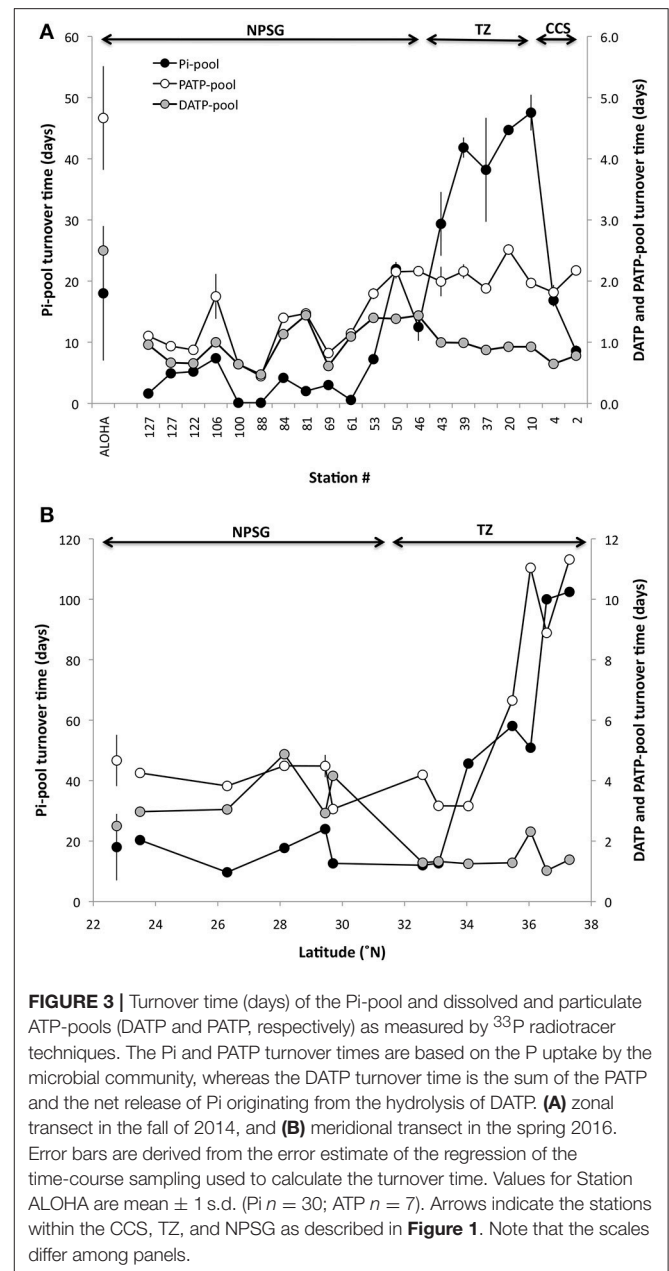 A
NPSG
TZ
CCS
Pi-pool
PATP-pool
DATP-pool
60
50
40
30
20
10
0
Pi-pool turnover time (days)
6.0
5.0
4.0
3.0
2.0
1.0
0.0
DATP and PATP-pool turnover time (days)
ALOHA
127
127
122
106
100
88
84
81
69
61
53
50
46
43
39
37
20
10
4
2
Station #
B
NPSG
TZ
120
100
80
60
40
20
0
Pi-pool turnover time (days)
12
10
8
6
4
2
0
DATP and PATP-pool turnover time (days)
22
24
26
28
30
32
34
36
38
Latitude (˚N)
FIGURE 3 | Turnover time (days) of the Pi-pool and dissolved and particulate
ATP-pools (DATP and PATP, respectively) as measured by ³³P radiotracer
techniques. The Pi and PATP turnover times are based on the P uptake by the
microbial community, whereas the DATP turnover time is the sum of the PATP
and the net release of Pi originating from the hydrolysis of DATP. (A) zonal
transect in the fall of 2014, and (B) meridional transect in the spring 2016.
Error bars are derived from the error estimate of the regression of the
time-course sampling used to calculate the turnover time. Values for Station
ALOHA are mean ± 1 s.d. (Pi n = 30; ATP n = 7). Arrows indicate the stations
within the CCS, TZ, and NPSG as described in Figure 1. Note that the scales
differ among panels.